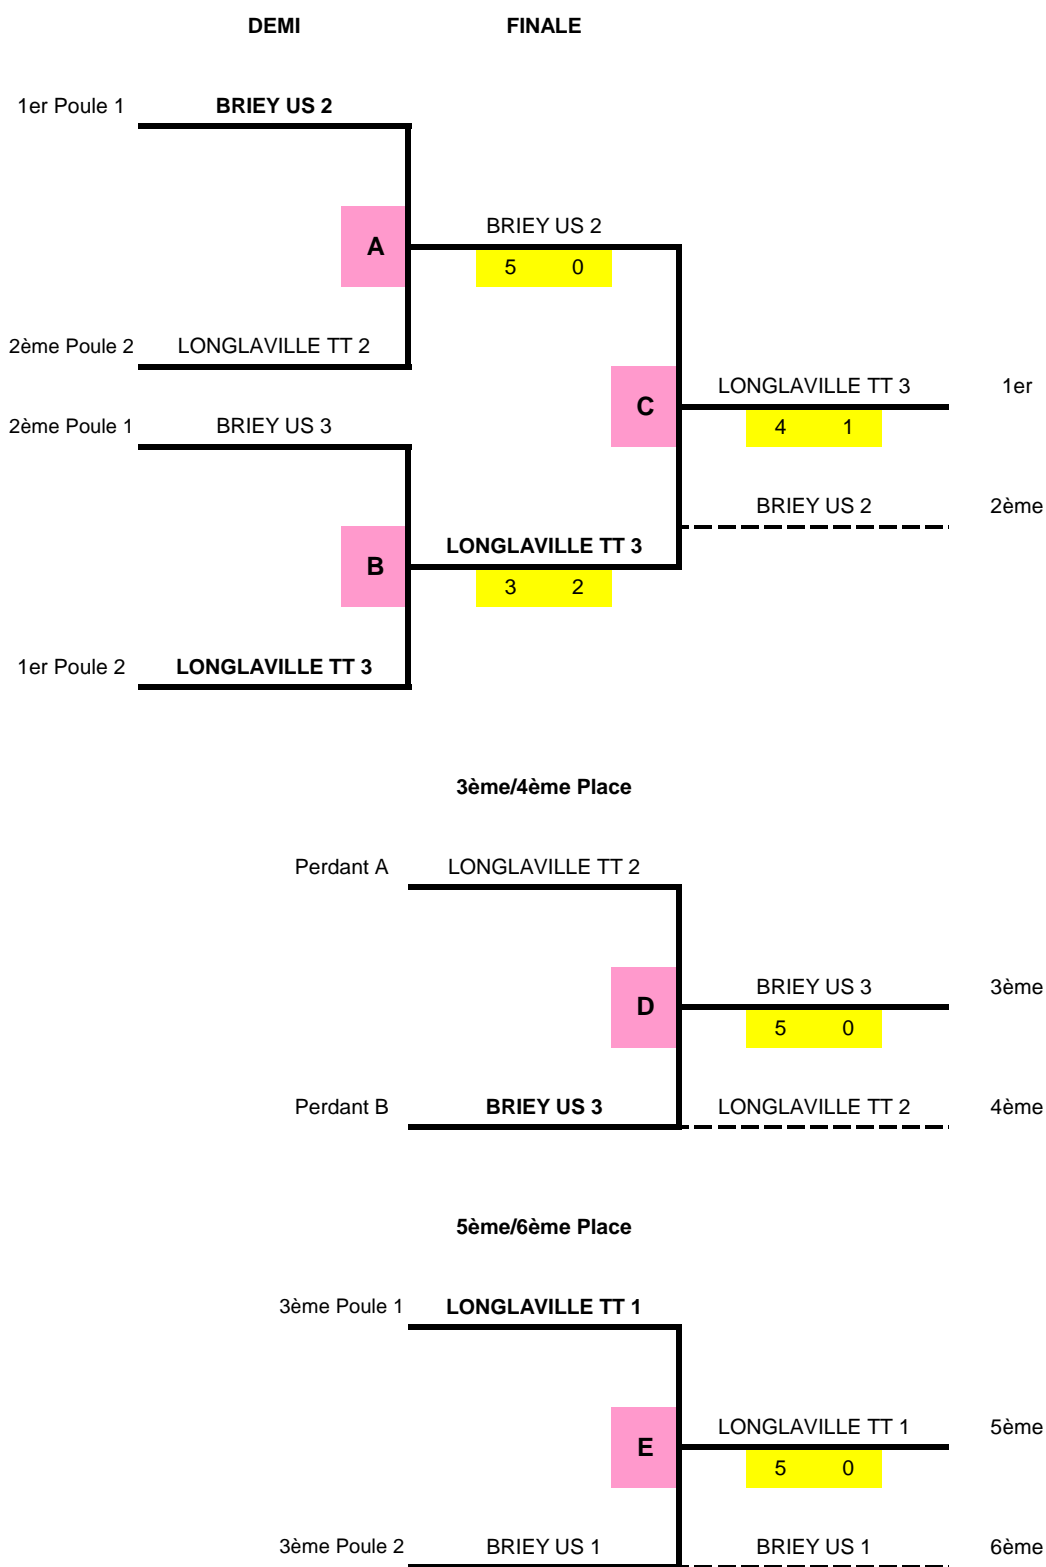 DEMI FINALE
1er Poule 1 BRIEY US 2
A
BRIEY US 2
5 0
2ème Poule 2 LONGLAVILLE TT 2
C
LONGLAVILLE TT 3 1er
4 1
2ème Poule 1 BRIEY US 3
BRIEY US 2 2ème
B
LONGLAVILLE TT 3
3 2
1er Poule 2 LONGLAVILLE TT 3
3ème/4ème Place
Perdant A LONGLAVILLE TT 2
D
BRIEY US 3 3ème
5 0
Perdant B BRIEY US 3 LONGLAVILLE TT 2 4ème
5ème/6ème Place
3ème Poule 1 LONGLAVILLE TT 1
E
LONGLAVILLE TT 1 5ème
5 0
3ème Poule 2 BRIEY US 1 BRIEY US 1 6ème